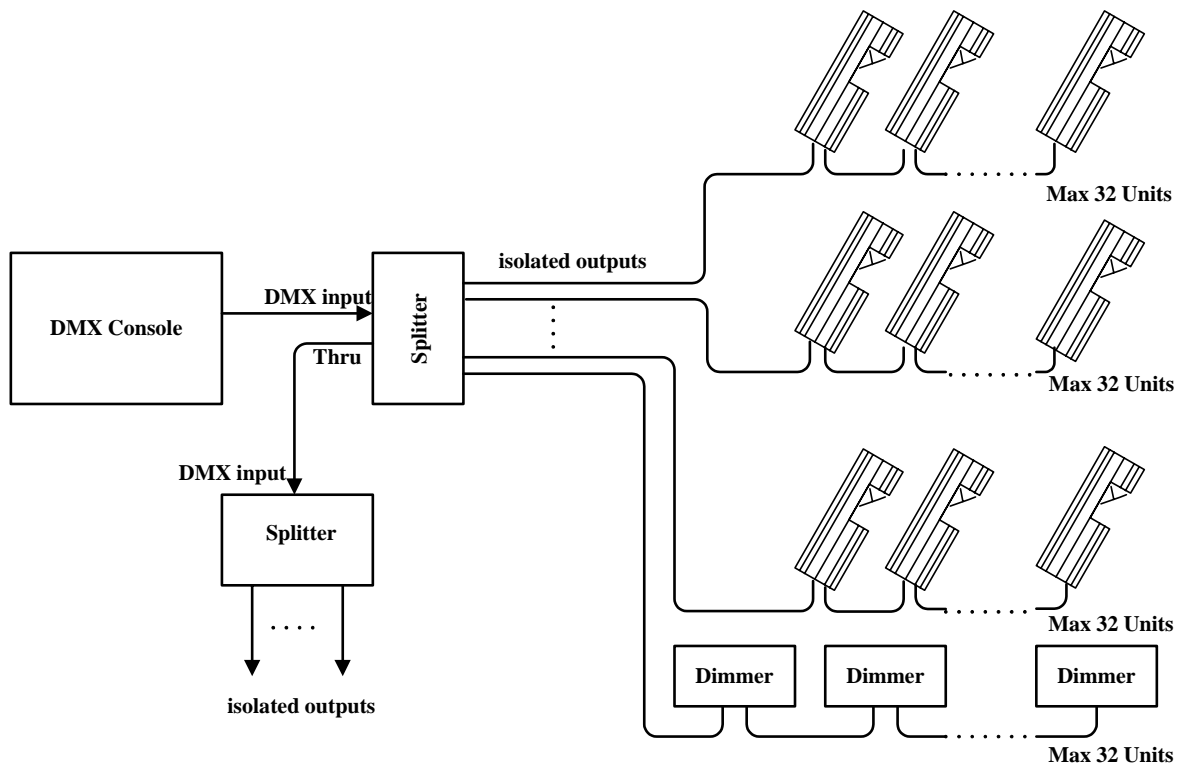 Max 32 Units
isolated outputs
DMX input
DMX Console
Splitter
Thru
Max 32 Units
DMX input
Splitter
. . . .
isolated outputs
Max 32 Units
Dimmer
Dimmer
Dimmer
Max 32 Units